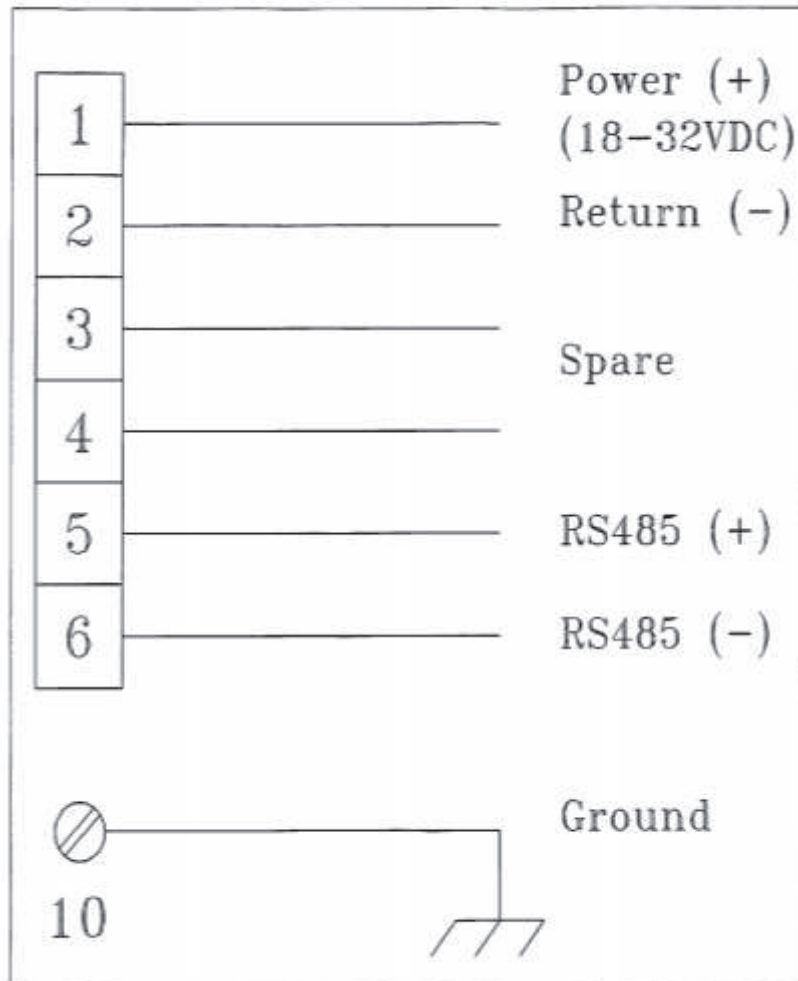 1 Power (+)
(18-32VDC)
2 Return (-)
3
Spare
4
5 RS485 (+)
6 RS485 (-)
Ground
10